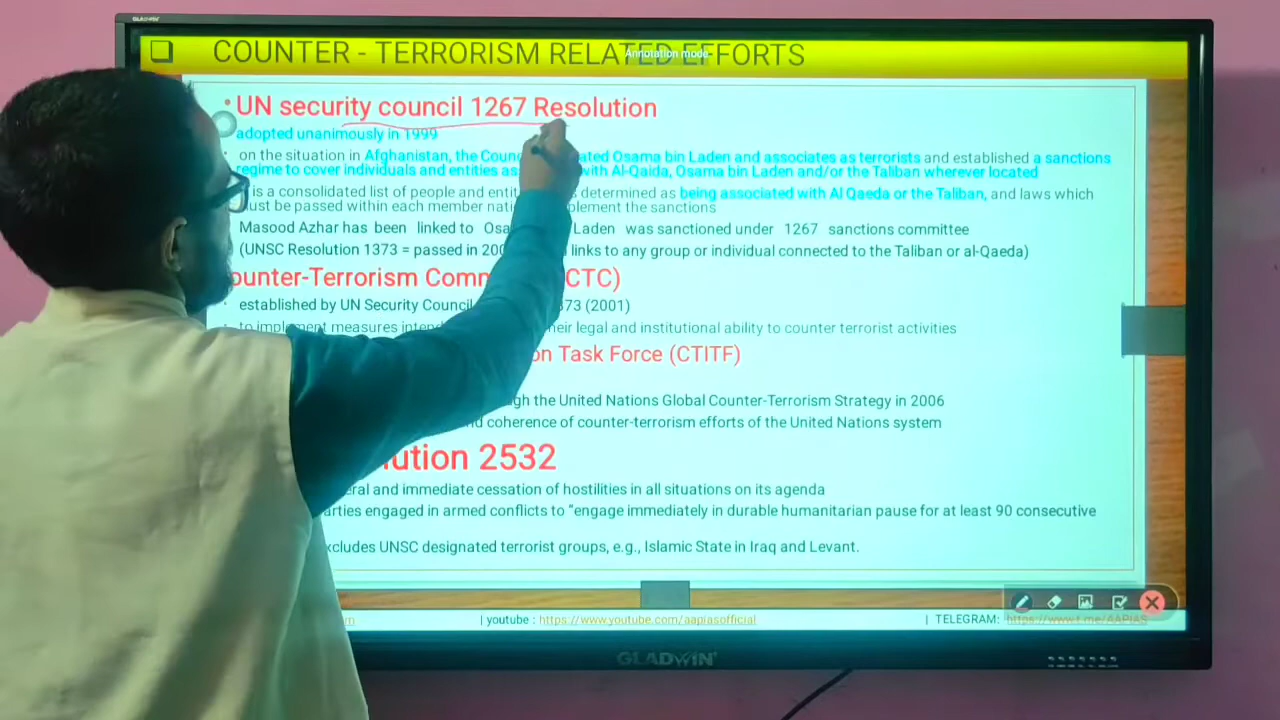 GLADWIN
COUNTER - TERRORISM RELATED EFFORTS
Annotation mode
• UN security council 1267 Resolution
adopted unanimously in 1999
on the situation in Afghanistan, the Coun ated Osama bin Laden and associates as terrorists and established a sanctions
regime to cover individuals and entities as with Al-Qaida, Osama bin Laden and/or the Taliban wherever located
is a consolidated list of people and entit determined as being associated with Al Qaeda or the Taliban, and laws which
ust be passed within each member nati plement the sanctions
Masood Azhar has been linked to Osa Laden was sanctioned under 1267 sanctions committee
(UNSC Resolution 1373 = passed in 200 links to any group or individual connected to the Taliban or al-Qaeda)
ounter-Terrorism Comm CTC)
established by UN Security Council 373 (2001)
to implement measures intend heir legal and institutional ability to counter terrorist activities
on Task Force (CTITF)
gh the United Nations Global Counter-Terrorism Strategy in 2006
d coherence of counter-terrorism efforts of the United Nations system
lution 2532
eral and immediate cessation of hostilities in all situations on its agenda
arties engaged in armed conflicts to “engage immediately in durable humanitarian pause for at least 90 consecutive
xcludes UNSC designated terrorist groups, e.g., Islamic State in Iraq and Levant.
m | youtube : https://www.youtube.com/aapiasofficial | TELEGRAM: https://www.t.me/AAPIAS
GLADWIN